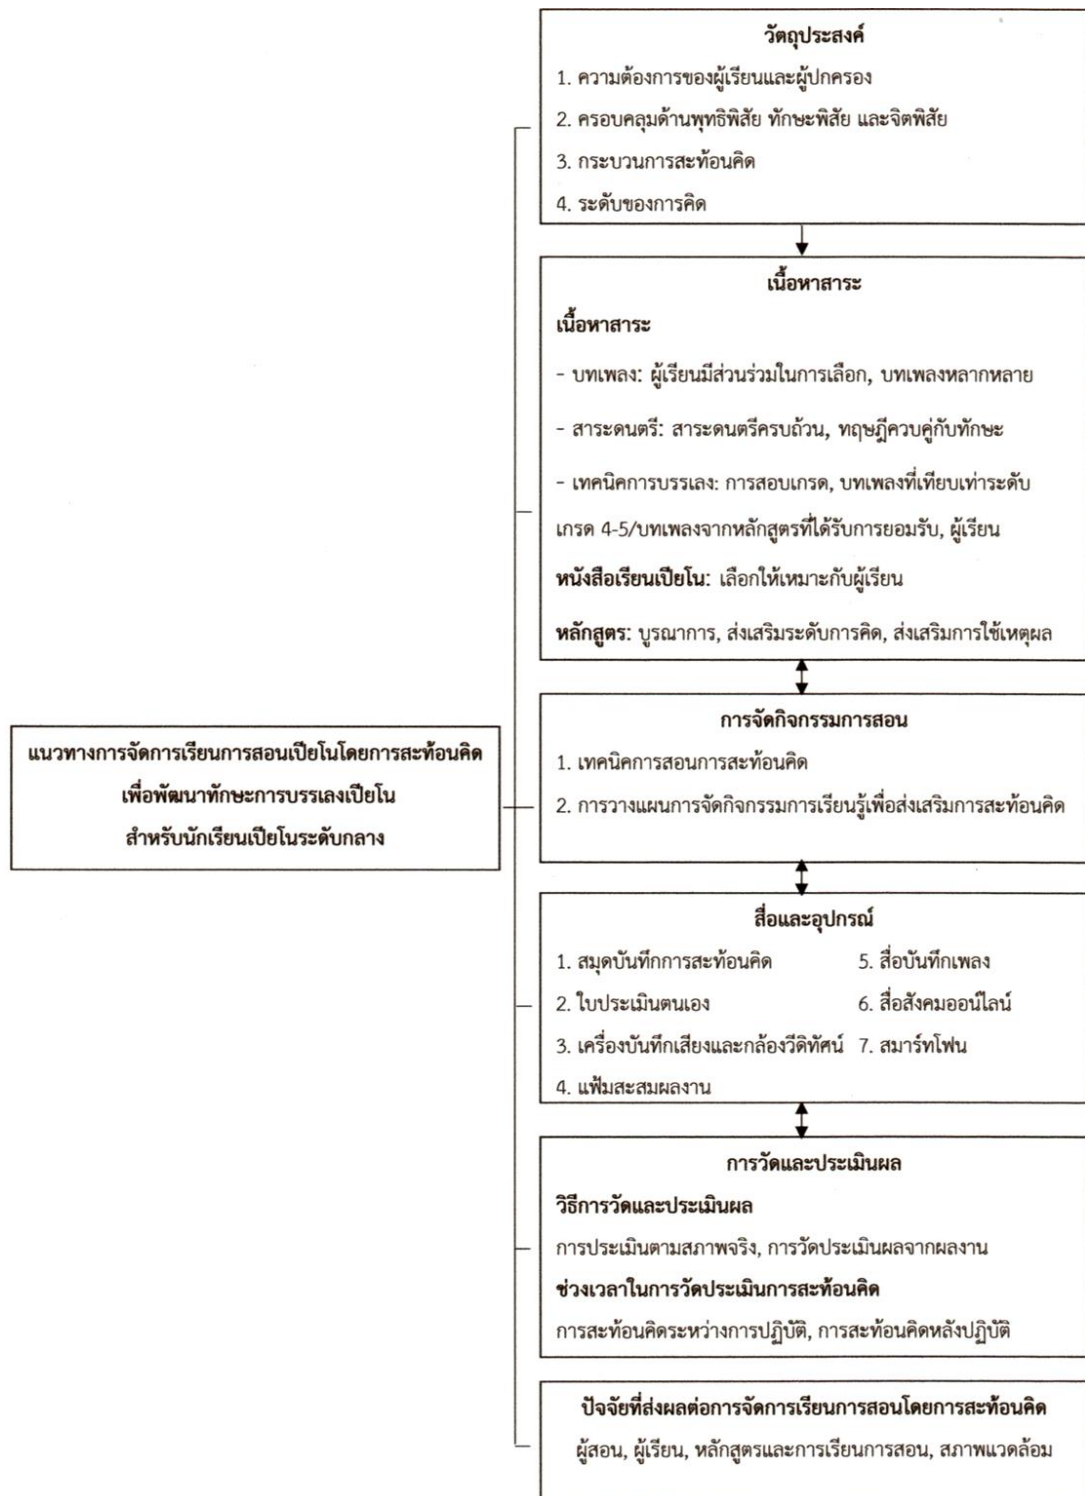 วัตถุประสงค์
1. ความต้องการของผู้เรียนและผู้ปกครอง
2. ครอบคลุมด้านพุทธิพิสัย ทักษะพิสัย และจิตพิสัย
3. กระบวนการสะท้อนคิด
4. ระดับของการคิด
เนื้อหาสาระ
เนื้อหาสาระ
- บทเพลง: ผู้เรียนมีส่วนร่วมในการเลือก, บทเพลงหลากหลาย
- สาระดนตรี: สาระดนตรีครบถ้วน, ทฤษฎีควบคู่กับทักษะ
- เทคนิคการบรรเลง: การสอบเกรด, บทเพลงที่เทียบเท่าระดับ
เกรด 4-5/บทเพลงจากหลักสูตรที่ได้รับการยอมรับ, ผู้เรียน
หนังสือเรียนเปียโน: เลือกให้เหมาะกับผู้เรียน
หลักสูตร: บูรณาการ, ส่งเสริมระดับการคิด, ส่งเสริมการใช้เหตุผล
แนวทางการจัดการเรียนการสอนเปียโนโดยการสะท้อนคิด
เพื่อพัฒนาทักษะการบรรเลงเปียโน
สำหรับนักเรียนเปียโนระดับกลาง
การจัดกิจกรรมการสอน
1. เทคนิคการสอนการสะท้อนคิด
2. การวางแผนการจัดกิจกรรมการเรียนรู้เพื่อส่งเสริมการสะท้อนคิด
สื่อและอุปกรณ์
1. สมุดบันทึกการสะท้อนคิด
2. ใบประเมินตนเอง
3. เครื่องบันทึกเสียงและกล้องวีดิทัศน์
4. แฟ้มสะสมผลงาน
5. สื่อบันทึกเพลง
6. สื่อสังคมออนไลน์
7. สมาร์ทโฟน
การวัดและประเมินผล
วิธีการวัดและประเมินผล
การประเมินตามสภาพจริง, การวัดประเมินผลจากผลงาน
ช่วงเวลาในการวัดประเมินการสะท้อนคิด
การสะท้อนคิดระหว่างการปฏิบัติ, การสะท้อนคิดหลังปฏิบัติ
ปัจจัยที่ส่งผลต่อการจัดการเรียนการสอนโดยการสะท้อนคิด
ผู้สอน, ผู้เรียน, หลักสูตรและการเรียนการสอน, สภาพแวดล้อม